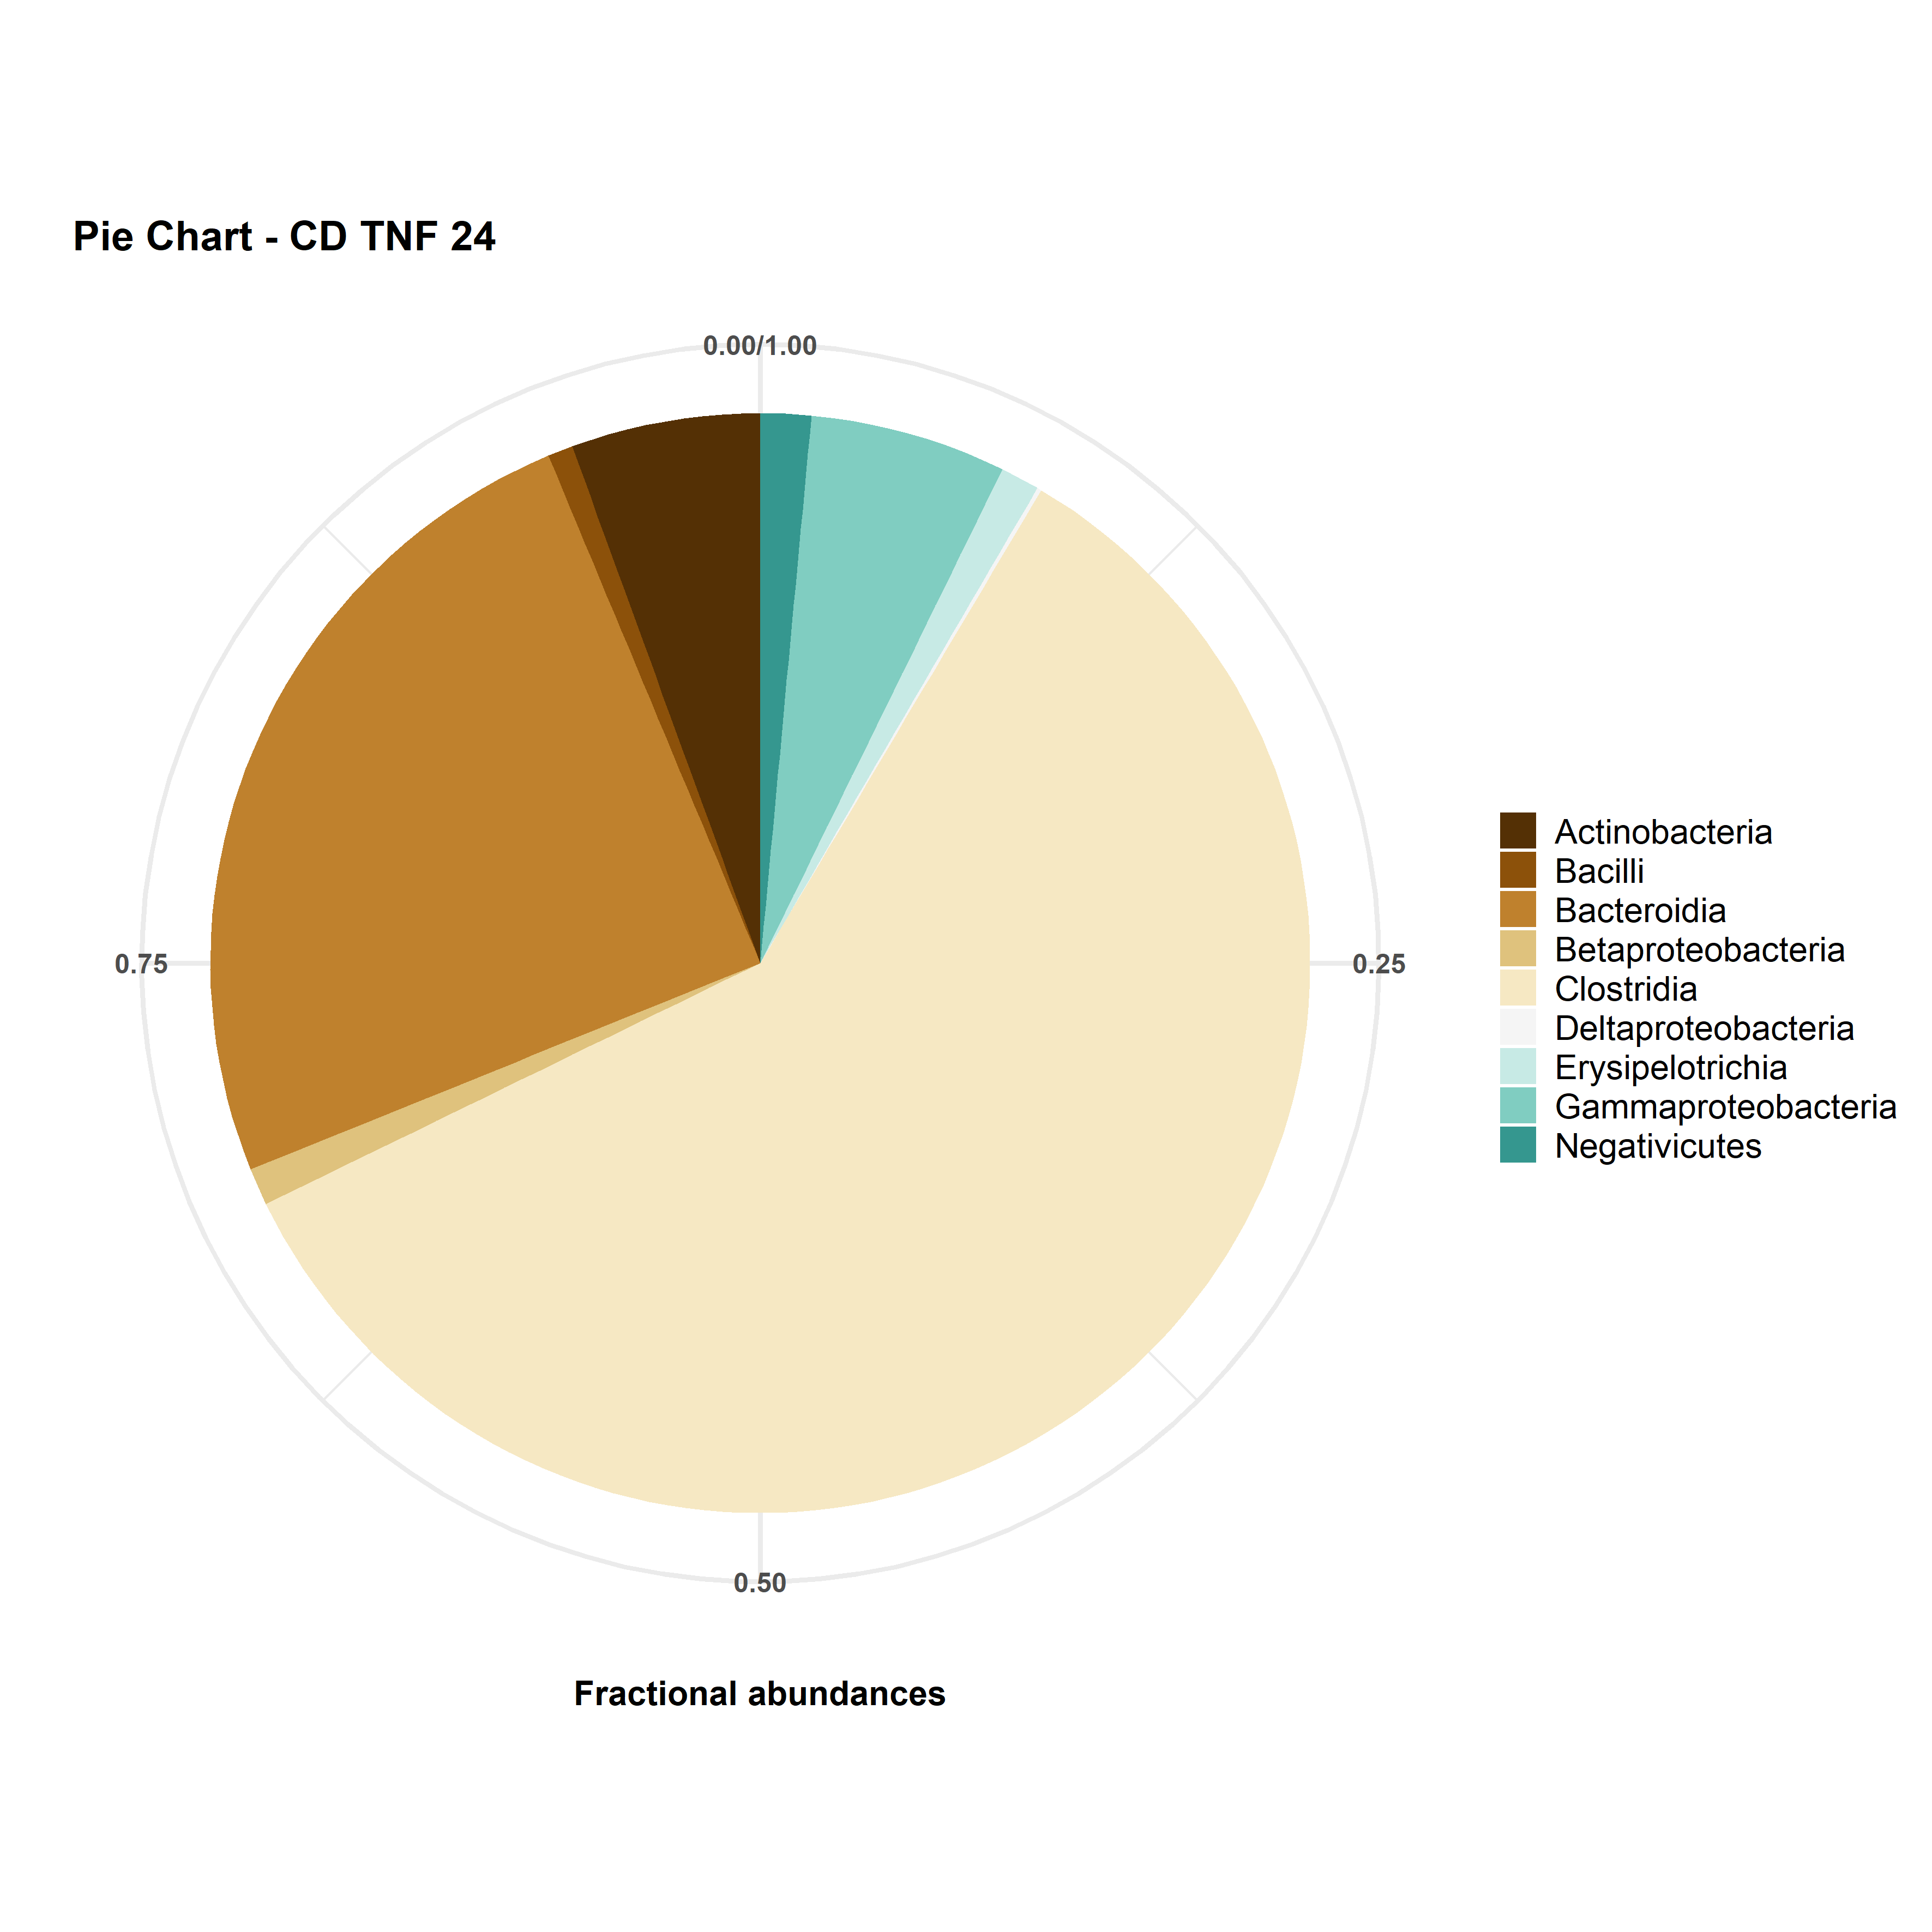 Pie Chart - CD TNF 24
0.00/1.00
0.75
0.25
0.50
Fractional abundances
Actinobacteria
Bacilli
Bacteroidia
Betaproteobacteria
Clostridia
Deltaproteobacteria
Erysipelotrichia
Gammaproteobacteria
Negativicutes